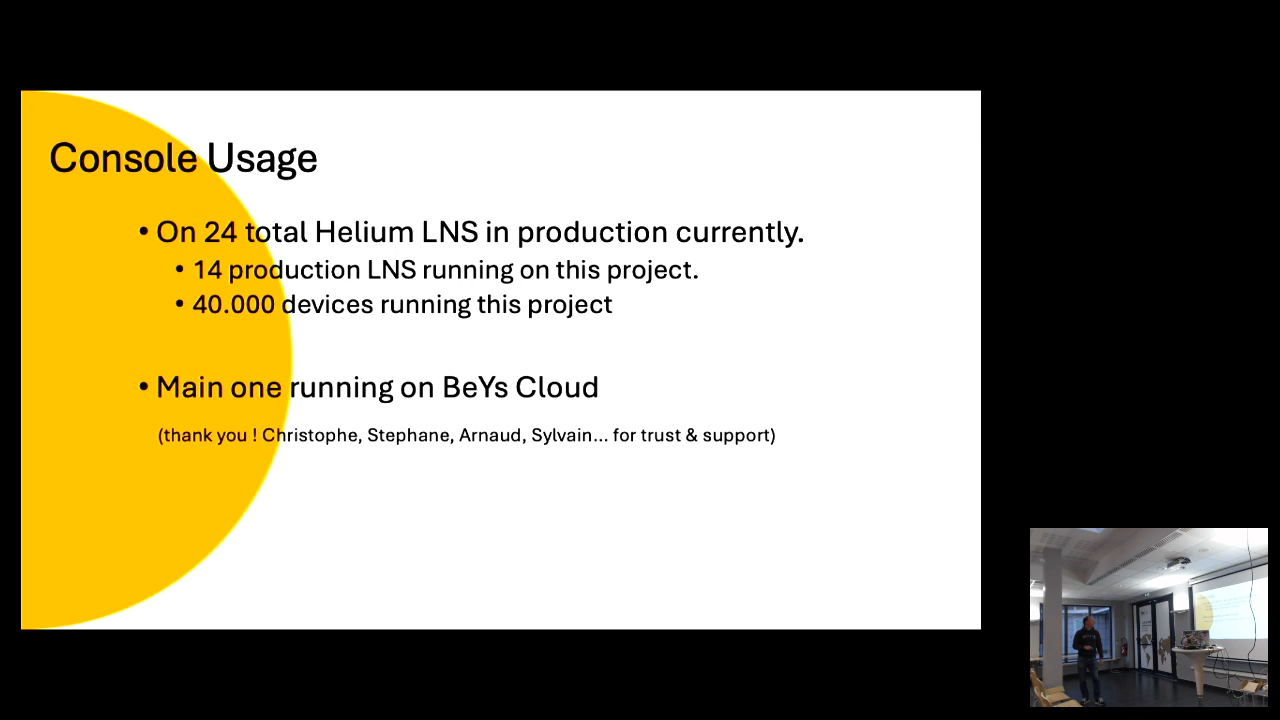 Console Usage
• On 24 total Helium LNS in production currently.
• 14 production LNS running on this project.
• 40.000 devices running this project
• Main one running on BeYs Cloud
(thank you ! Christophe, Stephane, Arnaud, Sylvain... for trust & support)